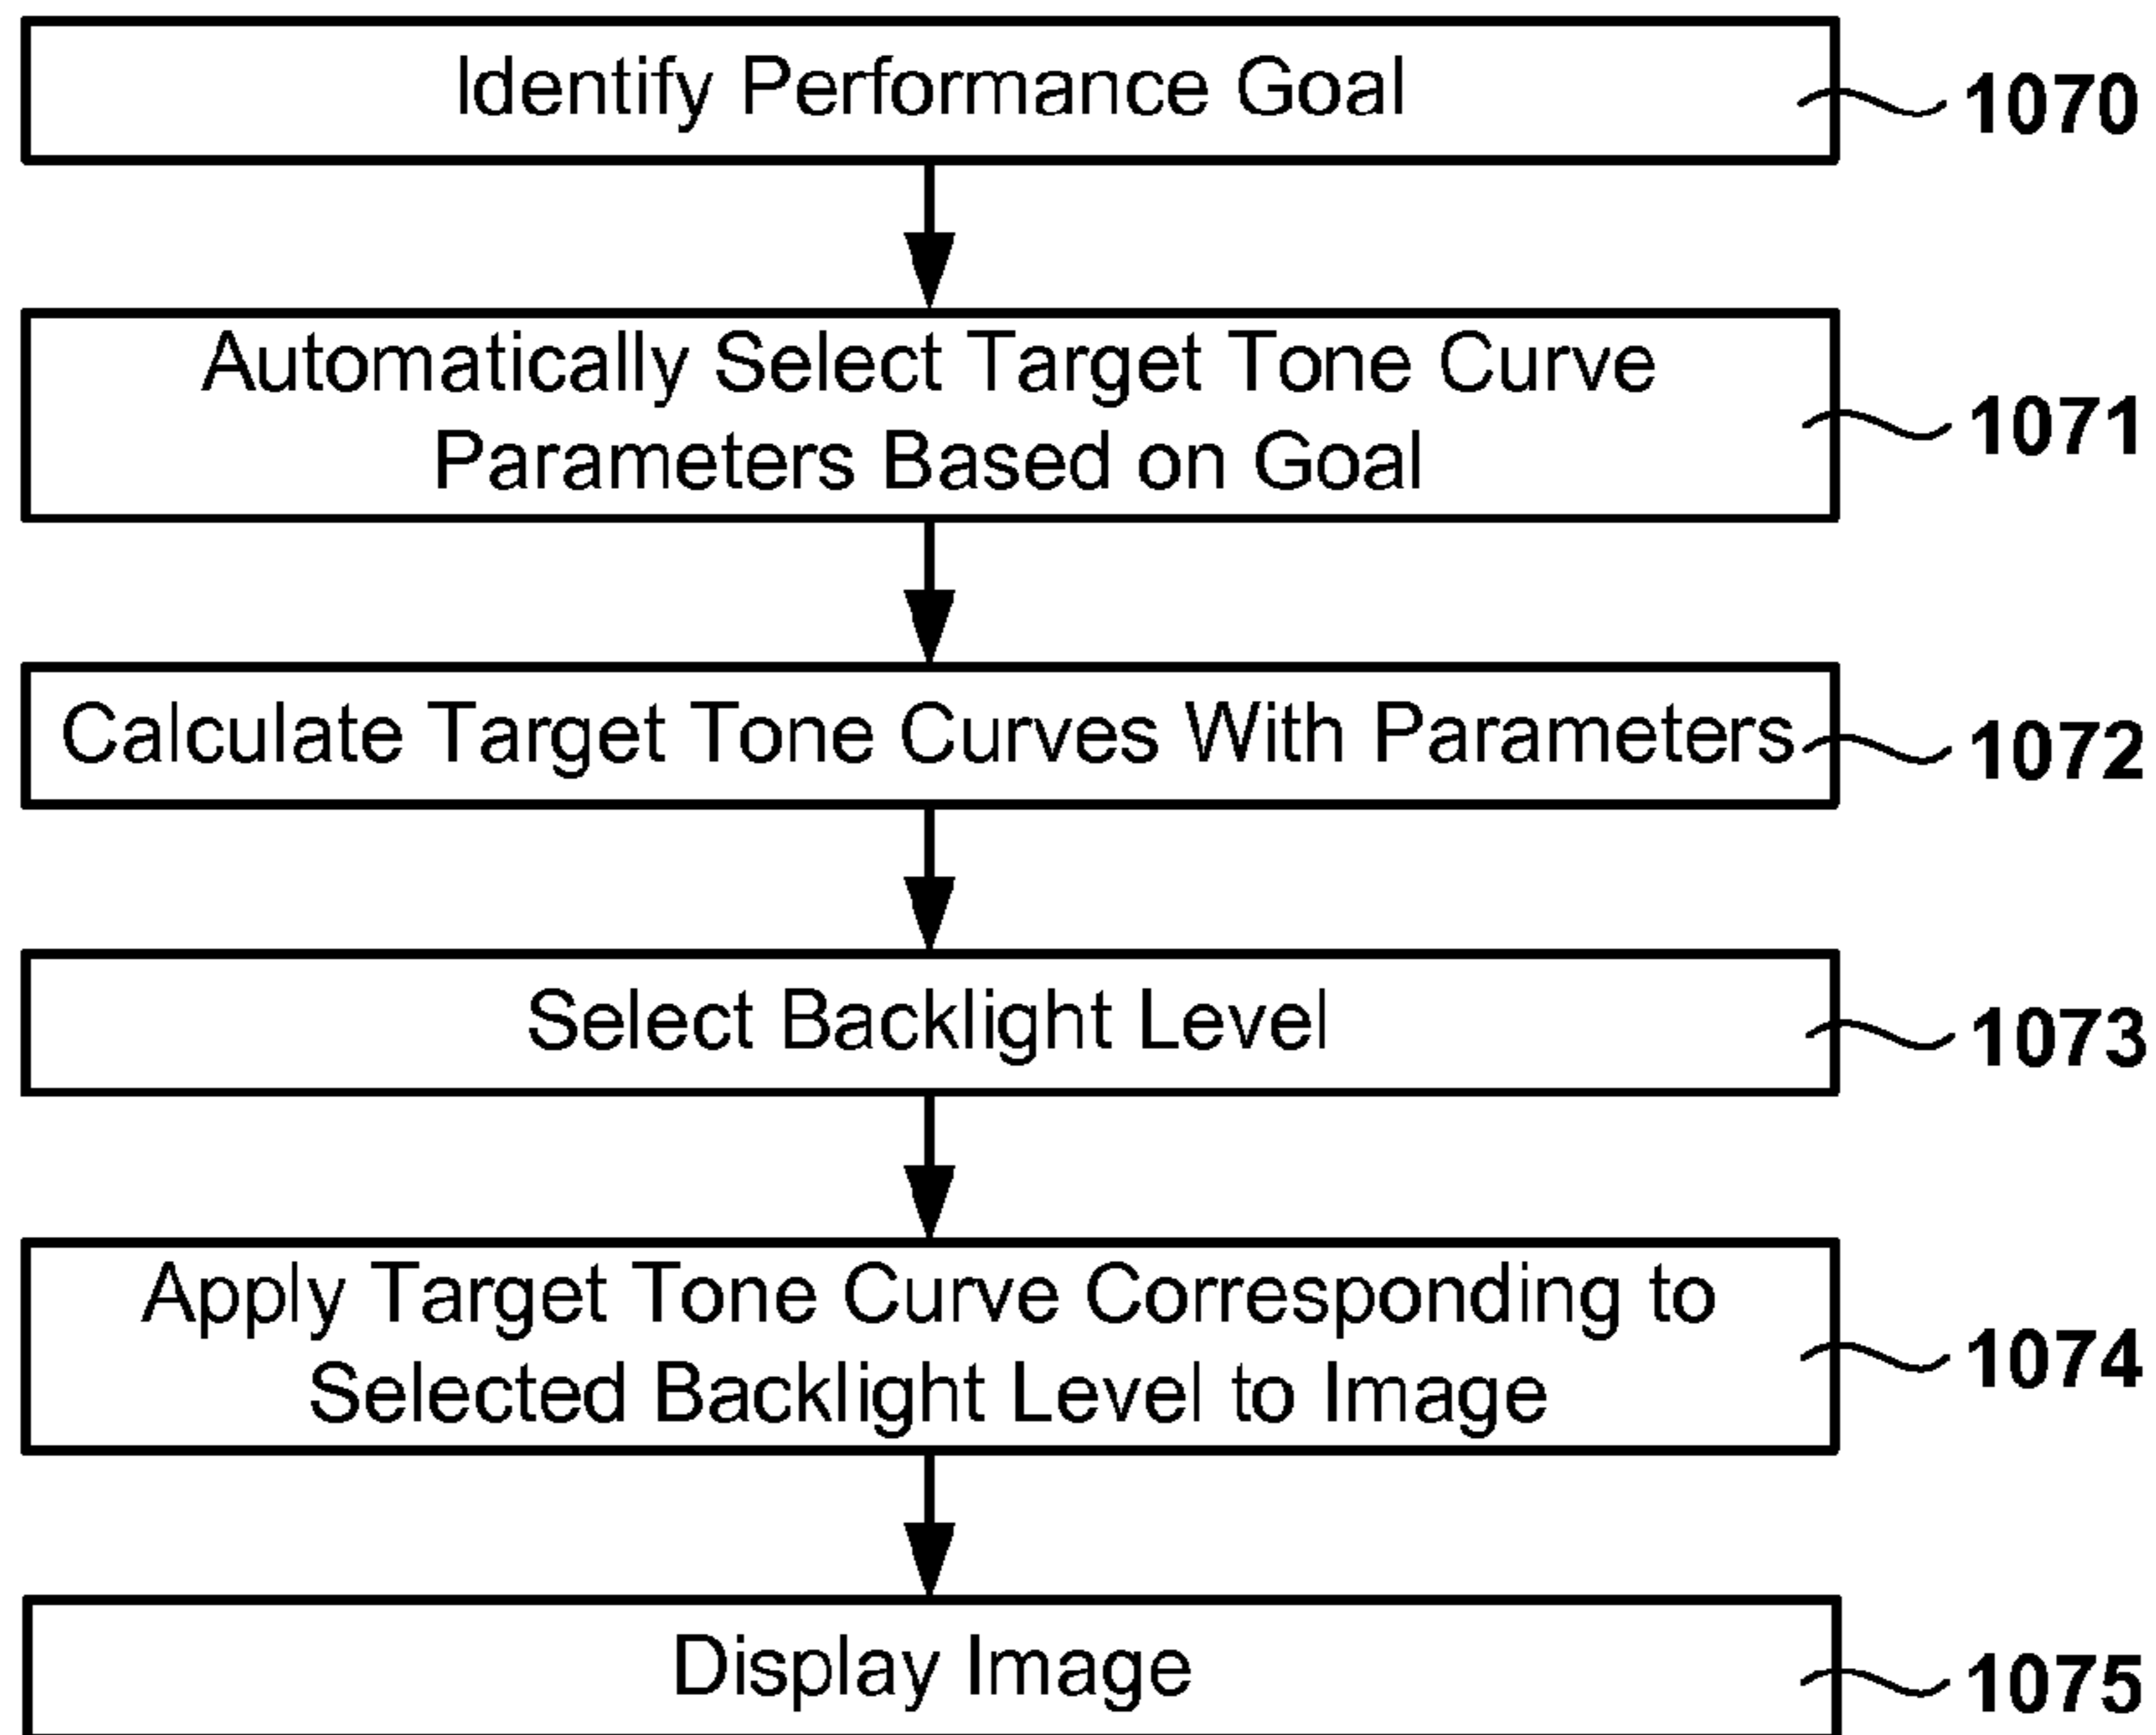 Identify Performance Goal
1070
Automatically Select Target Tone Curve
Parameters Based on Goal
1071
Calculate Target Tone Curves With Parameters
1072
Select Backlight Level
1073
Apply Target Tone Curve Corresponding to
Selected Backlight Level to Image
1074
Display Image
1075